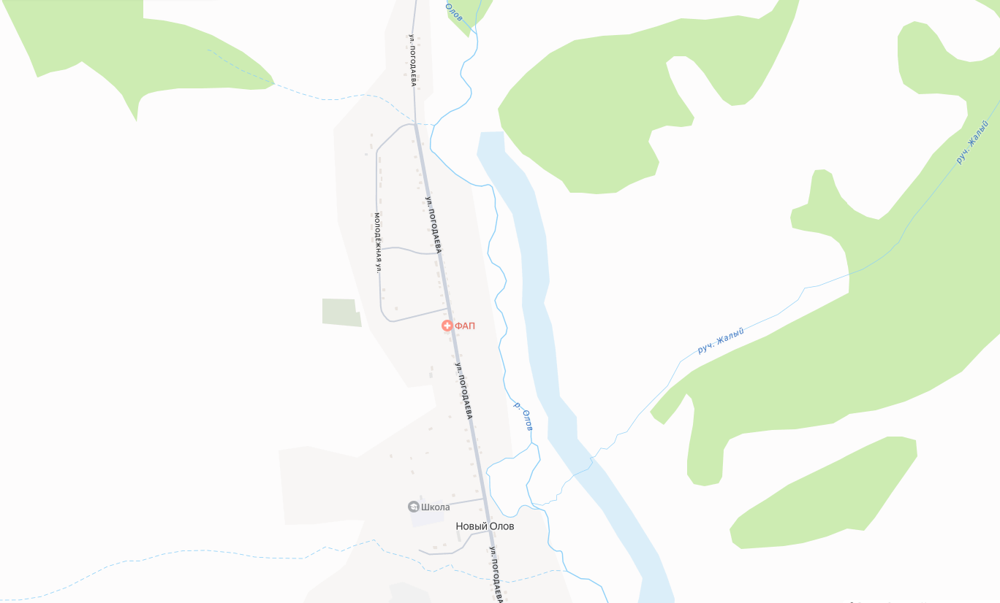 Олов
ул. ПОГОДАЕВА
руч. Жалый
ул. ПОГОДАЕВА
МОЛОДЁЖНАЯ ул.
ФАП
руч. Жалый
ул. ПОГОДАЕВА
р. Олов
Школа
Новый Олов
ул. ПОГОДАЕВА